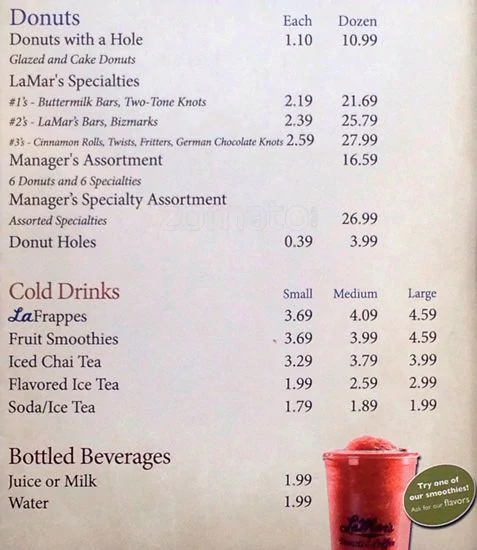 Donuts Each Dozen
Donuts with a Hole 1.10 10.99
Glazed and Cake Donuts
LaMar's Specialties
#1's - Buttermilk Bars, Two-Tone Knots 2.19 21.69
#2's - LaMar's Bars, Bizmarks 2.39 25.79
#3's - Cinnamon Rolls, Twists, Fritters, German Chocolate Knots 2.59 27.99
Manager's Assortment 16.59
6 Donuts and 6 Specialties
Manager's Specialty Assortment
Assorted Specialties 26.99
zomato
Donut Holes 0.39 3.99
Cold Drinks Small Medium Large
LaFrappes 3.69 4.09 4.59
Fruit Smoothies 3.69 3.99 4.59
Iced Chai Tea 3.29 3.79 3.99
Flavored Ice Tea 1.99 2.59 2.99
Soda/Ice Tea 1.79 1.89 1.99
Bottled Beverages
Juice or Milk 1.99
Water 1.99
Try one of
our smoothies!
Ask for our flavors
LaMar's